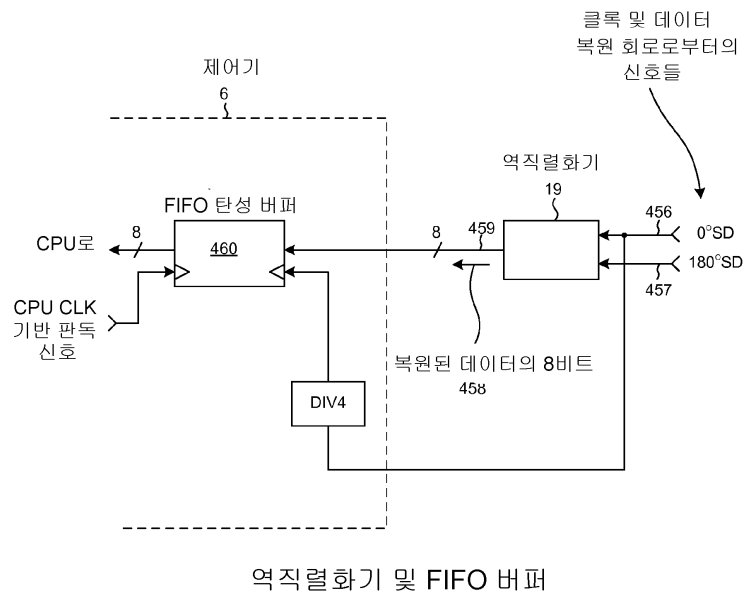 클록 및 데이터
복원 회로로부터의
신호들
제어기
6
역직렬화기
19
FIFO 탄성 버퍼
460
CPU로
8
8
459
456
0°SD
180°SD
457
CPU CLK
기반 판독
신호
복원된 데이터의 8비트
458
DIV4
역직렬화기 및 FIFO 버퍼